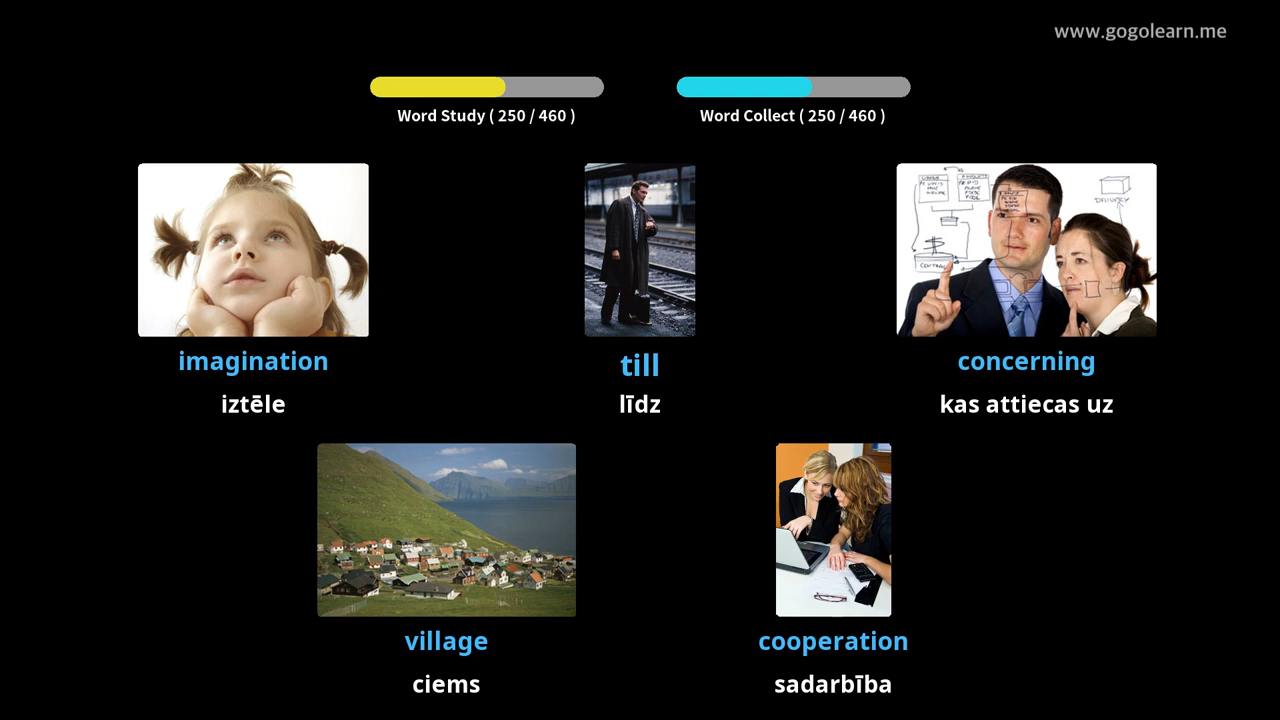 www.gogolearn.me
Word Study ( 250 / 460 )
Word Collect ( 250 / 460 )
imagination
iztēle
till
līdz
concerning
kas attiecas uz
village
ciems
cooperation
sadarbība